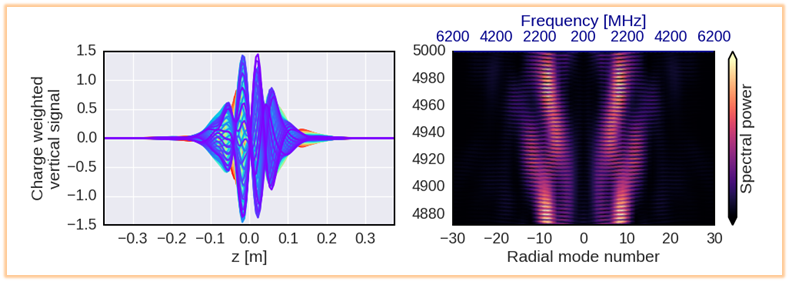 Charge weighted
vertical signal
1.5
1.0
0.5
0.0
−0.5
−1.0
−1.5
−0.3 −0.2 −0.1 0.0 0.1 0.2 0.3
z [m]
Frequency [MHz]
6200 4200 2200 200 2200 4200 6200
5000
4980
4960
4940
4920
4900
4880
−30 −20 −10 0 10 20 30
Radial mode number
Spectral power